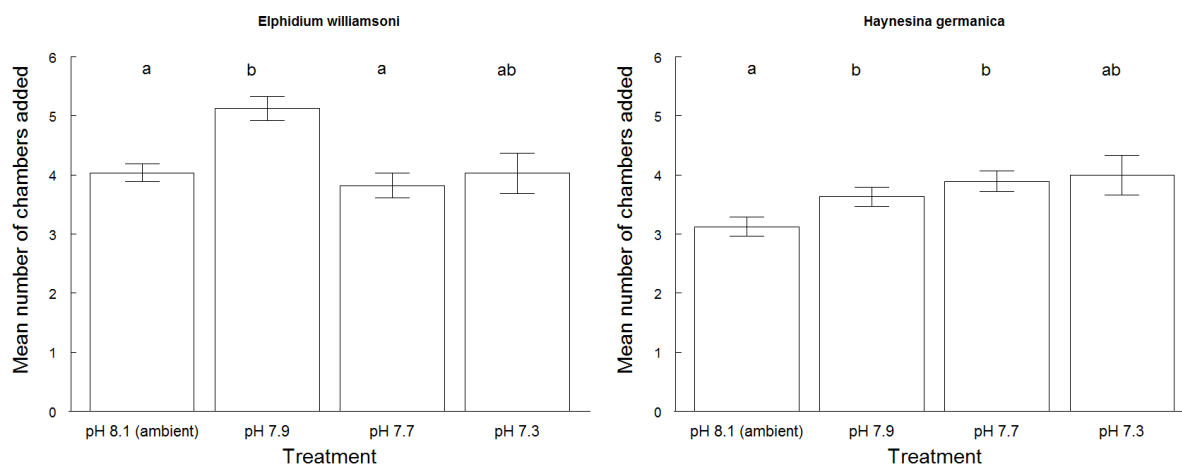 Elphidium williamsoni
Mean number of chambers added
6
5
4
3
2
1
0
a b a ab
pH 8.1 (ambient) pH 7.9 pH 7.7 pH 7.3
Treatment
Haynesina germanica
Mean number of chambers added
6
5
4
3
2
1
0
a b b ab
pH 8.1 (ambient) pH 7.9 pH 7.7 pH 7.3
Treatment